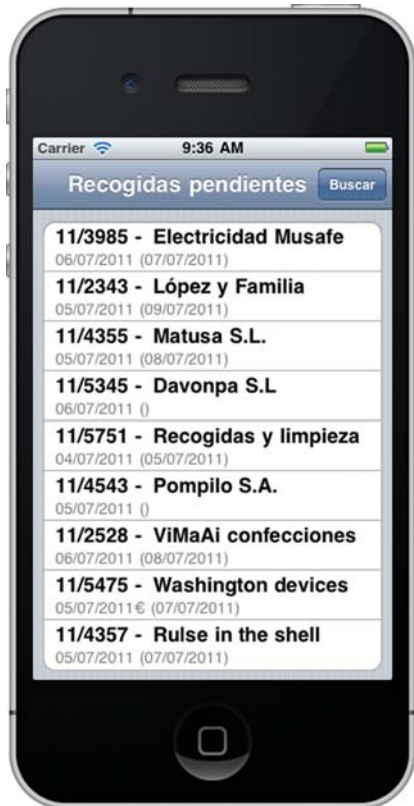 Carrier 9:36 AM
Recogidas pendientes Buscar
11/3985 - Electricidad Musafe
06/07/2011 (07/07/2011)
11/2343 - López y Familia
05/07/2011 (09/07/2011)
11/4355 - Matusa S.L.
05/07/2011 (08/07/2011)
11/5345 - Davonpa S.L
06/07/2011 ()
11/5751 - Recogidas y limpieza
04/07/2011 (05/07/2011)
11/4543 - Pompilo S.A.
05/07/2011 ()
11/2528 - ViMaAi confecciones
06/07/2011 (08/07/2011)
11/5475 - Washington devices
05/07/2011€ (07/07/2011)
11/4357 - Rulse in the shell
05/07/2011 (07/07/2011)